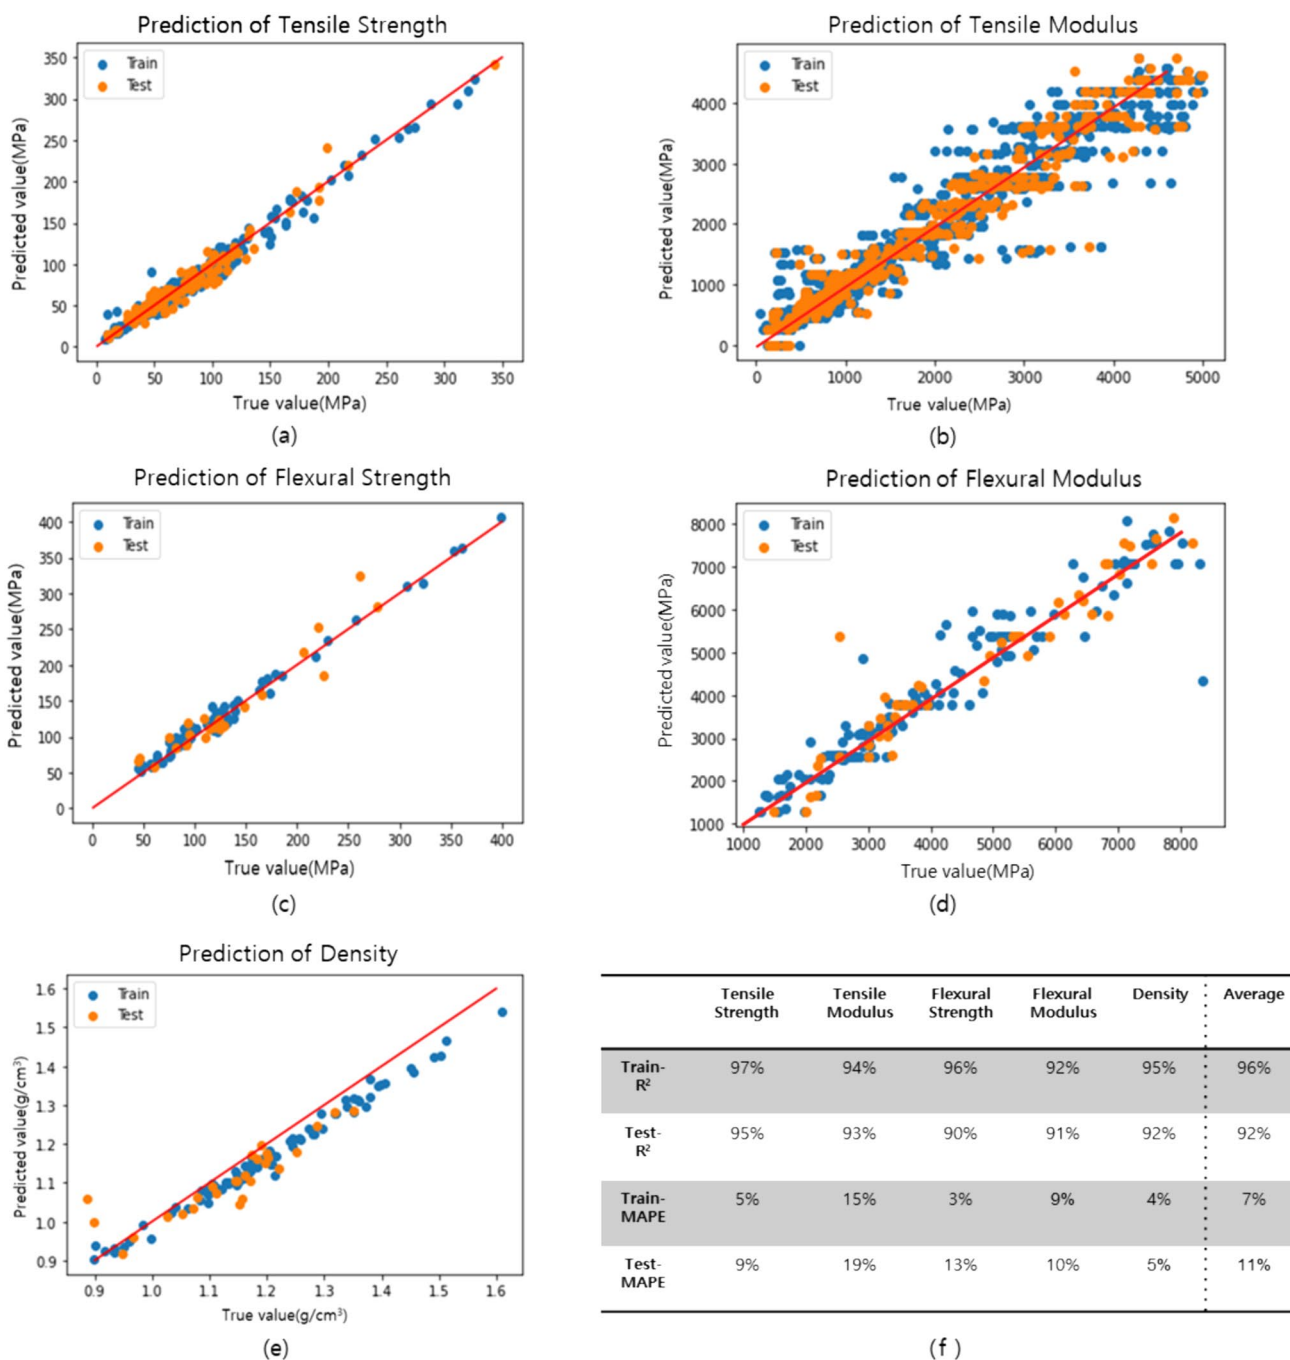 Prediction of Tensile Strength
Train
Test
350
300
250
200
150
100
50
0
Predicted value(MPa)
0 50 100 150 200 250 300 350
True value(MPa)
(a)
Prediction of Tensile Modulus
Train
Test
4000
3000
2000
1000
0
Predicted value(MPa)
0 1000 2000 3000 4000 5000
True value(MPa)
(b)
Prediction of Flexural Strength
Train
Test
400
350
300
250
200
150
100
50
0
Predicted value(MPa)
0 50 100 150 200 250 300 350 400
True value(MPa)
(c)
Prediction of Flexural Modulus
Train
Test
8000
7000
6000
5000
4000
3000
2000
1000
Predicted value(MPa)
1000 2000 3000 4000 5000 6000 7000 8000
True value(MPa)
(d)
Prediction of Density
Train
Test
1.6
1.5
1.4
1.3
1.2
1.1
1.0
0.9
Predicted value(g/cm³)
0.9 1.0 1.1 1.2 1.3 1.4 1.5 1.6
True value(g/cm³)
(e)
Tensile Strength Tensile Modulus Flexural Strength Flexural Modulus Density Average
Train-R² 97% 94% 96% 92% 95% 96%
Test-R² 95% 93% 90% 91% 92% 92%
Train-MAPE 5% 15% 3% 9% 4% 7%
Test-MAPE 9% 19% 13% 10% 5% 11%
(f )